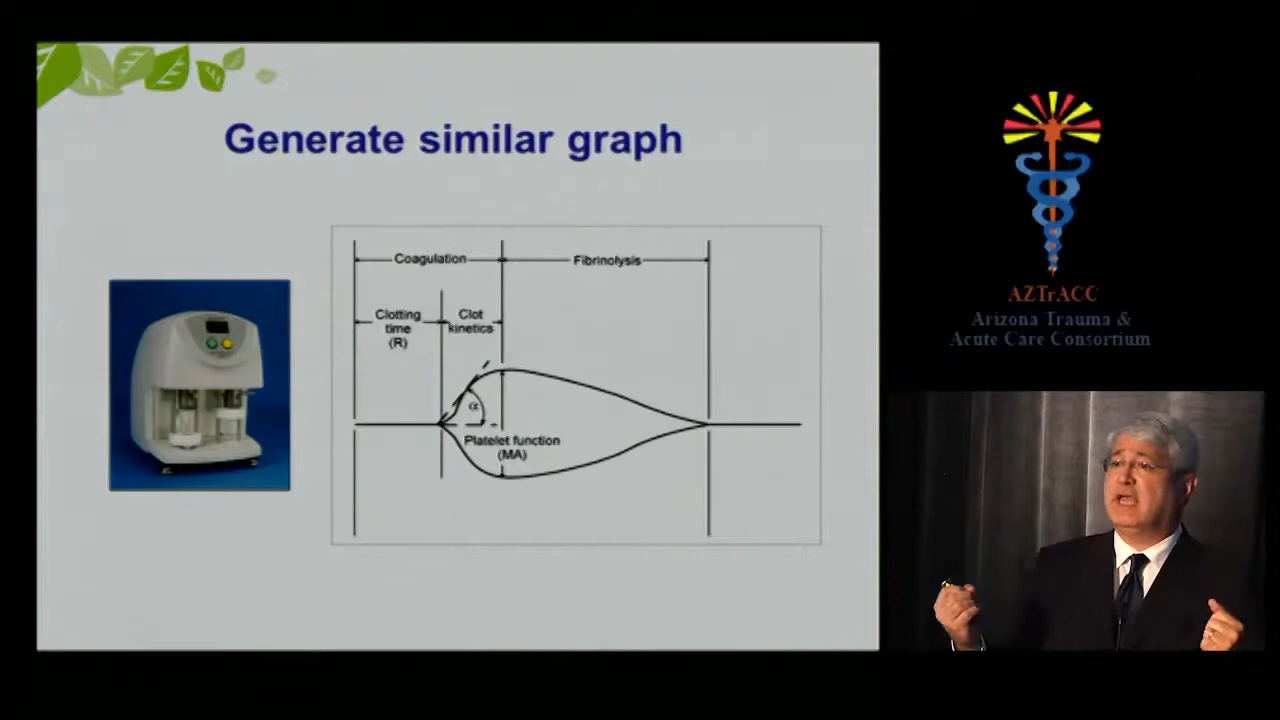 Generate similar graph
Coagulation
Fibrinolysis
Clotting
time
(R)
Clot
kinetics
α
Platelet function
(MA)
AZTrACC
Arizona Trauma &
Acute Care Consortium